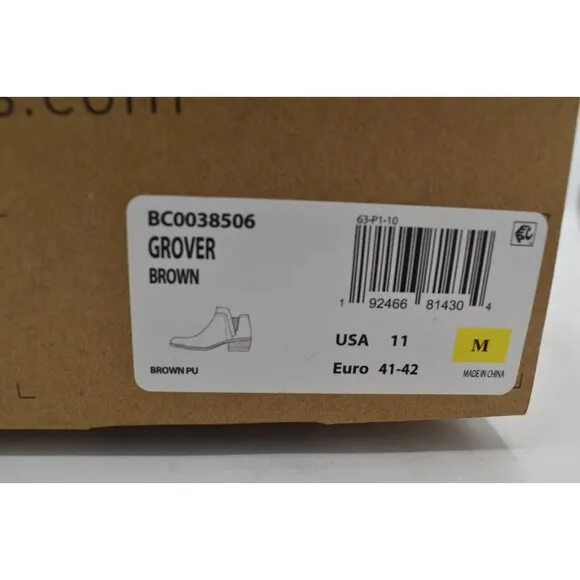 s.com
BC0038506
GROVER
BROWN
BROWN PU
63-P1-10
1 92466 81430 4
USA 11
Euro 41-42
M
MADE IN CHINA